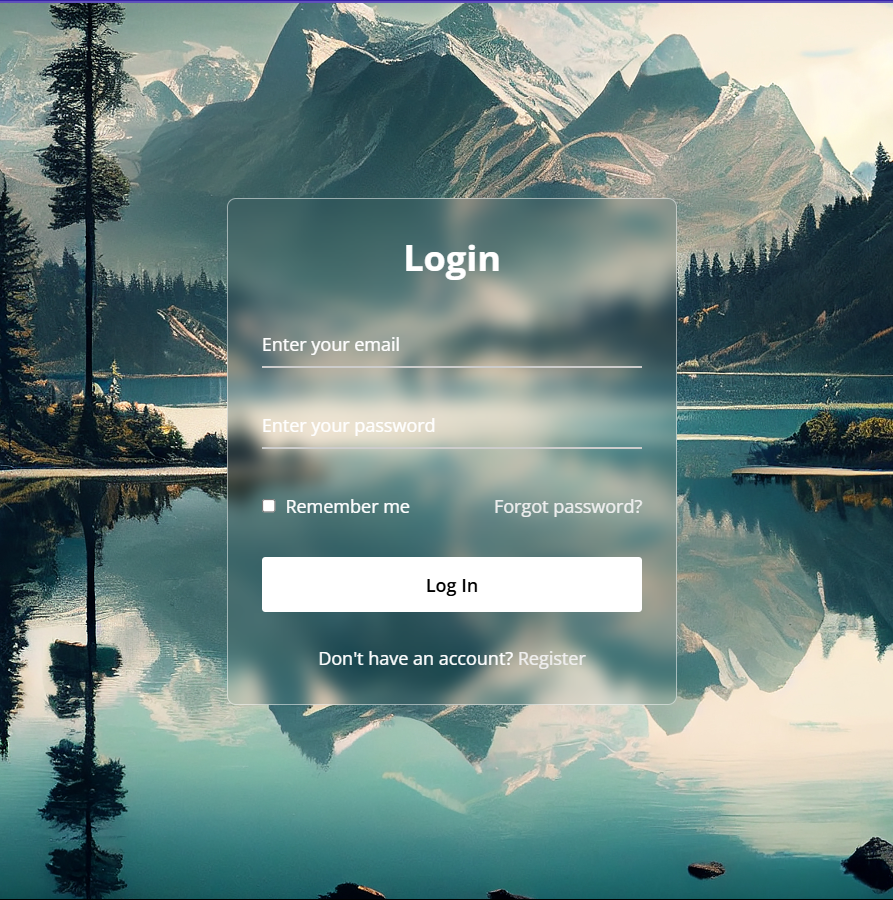 Login
Enter your email
Enter your password
Remember me Forgot password?
Log In
Don't have an account? Register